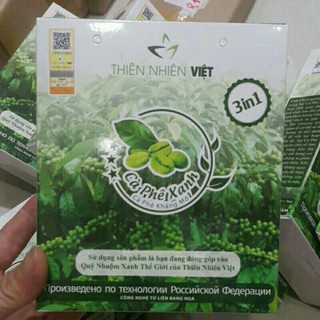 THIÊN NHIÊN VIỆT
3in1
Cà Phê Xanh
Cà Phê Kháng Mỡ
Sử dụng sản phẩm là bạn đang đóng góp vào
Quỹ Nhuộm Xanh Thế Giới của Thiên Nhiên Việt
Произведено по технологии Российской Федерации
CÔNG NGHỆ TỪ LIÊN BANG NGA